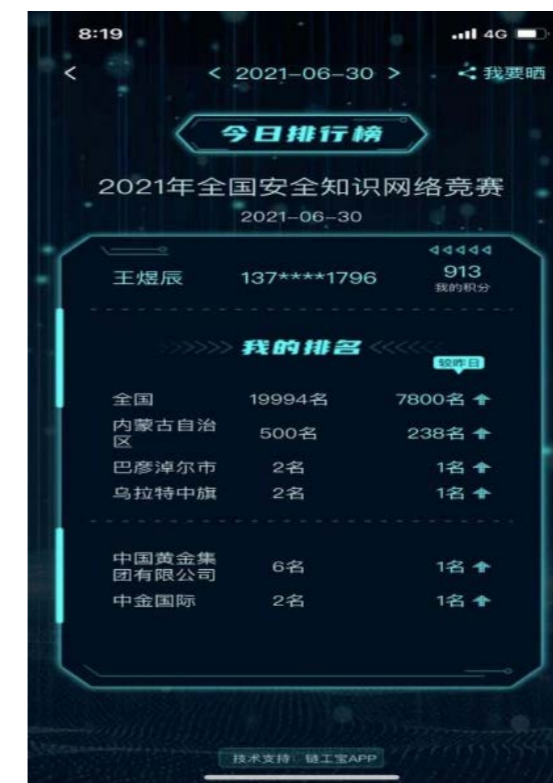 8:19 4G
< < 2021-06-30 > 我要晒
今日排行榜
2021年全国安全知识网络竞赛
2021-06-30
王煜辰 137****1796 913
我的积分
我的排名
较昨日
全国 19994名 7800名
内蒙古自治
区 500名 238名
巴彦淖尔市 2名 1名
乌拉特中旗 2名 1名
中国黄金集
团有限公司 6名 1名
中金国际 2名 1名
技术支持：链工宝APP